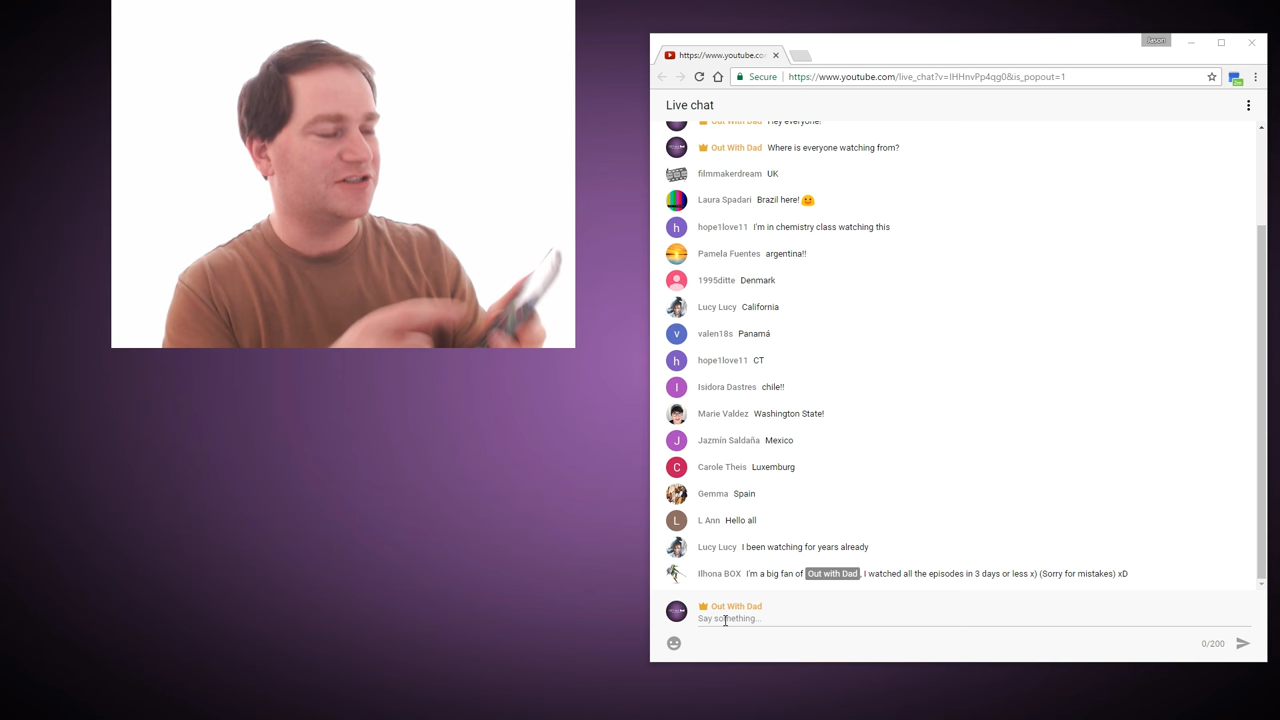 Jason
https://www.youtube.co
Secure https://www.youtube.com/live_chat?v=IHHnvPp4qg0&is_popout=1
Live chat
Out With Dad Hey everyone!
Out With Dad Where is everyone watching from?
filmmakerdream UK
Laura Spadari Brazil here!
h hope1love11 I'm in chemistry class watching this
Pamela Fuentes argentina!!
1995ditte Denmark
Lucy Lucy California
v valen18s Panamá
h hope1love11 CT
I Isidora Dastres chile!!
Marie Valdez Washington State!
J Jazmín Saldaña Mexico
C Carole Theis Luxemburg
Gemma Spain
L L Ann Hello all
Lucy Lucy I been watching for years already
Ilhona BOX I'm a big fan of Out with Dad, I watched all the episodes in 3 days or less x) (Sorry for mistakes) xD
Out With Dad
Say something...
0/200